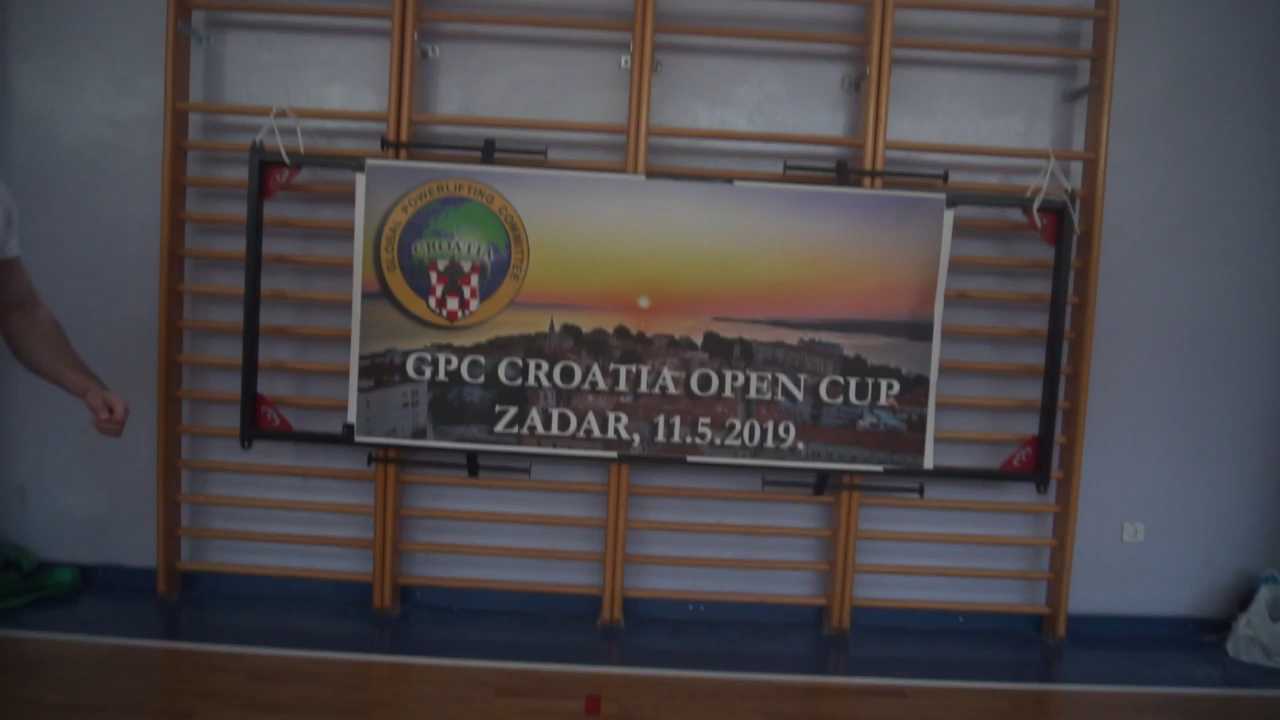 GLOBAL POWERLIFTING COMMITTEE
CROATIA
GPC CROATIA OPEN CUP
ZADAR, 11.5.2019.